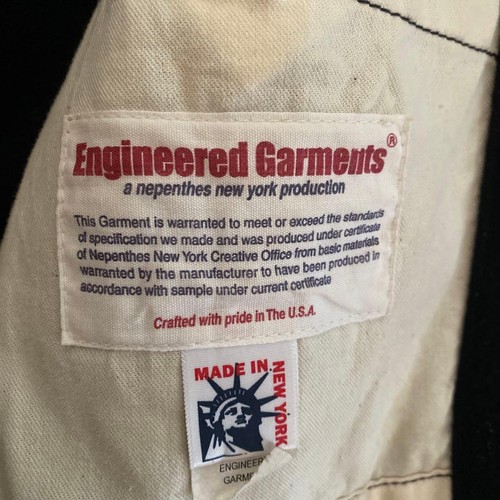 Engineered Garments®
a nepenthes new york production
This Garment is warranted to meet or exceed the standards
of specification we made and was produced under certificate
of Nepenthes New York Creative Office from basic materials
warranted by the manufacturer to have been produced in
accordance with sample under current certificate
Crafted with pride in The U.S.A.
MADE IN
NEW YORK